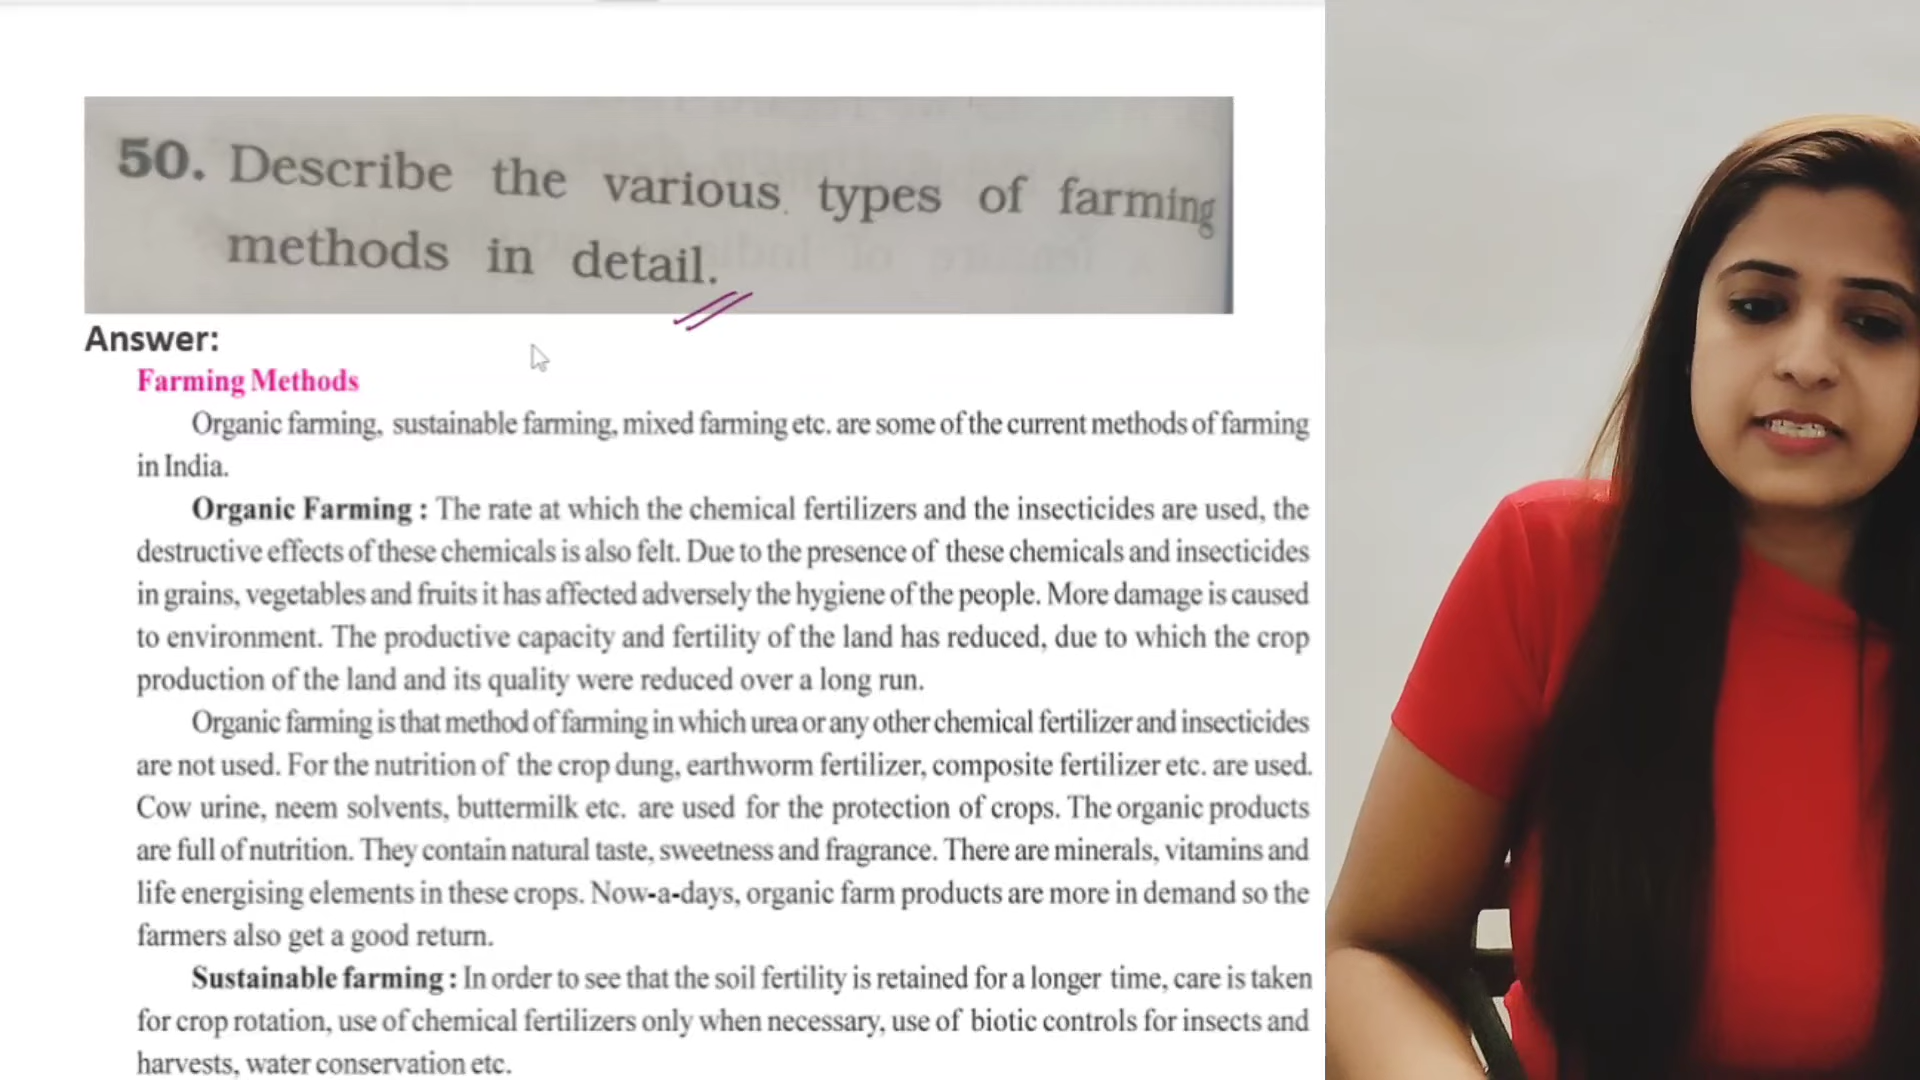 50. Describe the various types of farming
methods in detail.
Answer:
Farming Methods
Organic farming, sustainable farming, mixed farming etc. are some of the current methods of farming
in India.
Organic Farming : The rate at which the chemical fertilizers and the insecticides are used, the
destructive effects of these chemicals is also felt. Due to the presence of these chemicals and insecticides
in grains, vegetables and fruits it has affected adversely the hygiene of the people. More damage is caused
to environment. The productive capacity and fertility of the land has reduced, due to which the crop
production of the land and its quality were reduced over a long run.
Organic farming is that method of farming in which urea or any other chemical fertilizer and insecticides
are not used. For the nutrition of the crop dung, earthworm fertilizer, composite fertilizer etc. are used.
Cow urine, neem solvents, buttermilk etc. are used for the protection of crops. The organic products
are full of nutrition. They contain natural taste, sweetness and fragrance. There are minerals, vitamins and
life energising elements in these crops. Now-a-days, organic farm products are more in demand so the
farmers also get a good return.
Sustainable farming : In order to see that the soil fertility is retained for a longer time, care is taken
for crop rotation, use of chemical fertilizers only when necessary, use of biotic controls for insects and
harvests, water conservation etc.